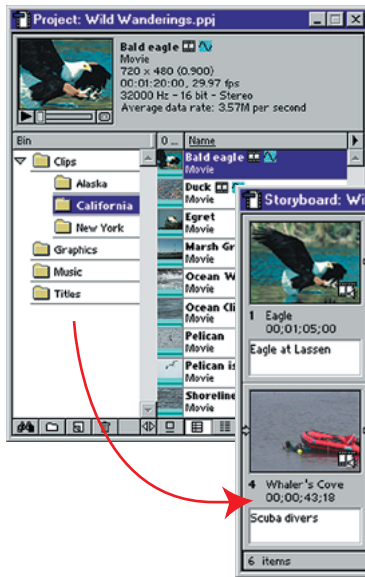 Project: Wild Wanderings.ppj
Bald eagle
Movie
720 x 480 (0.900)
00:01:20:00, 29.97 fps
32000 Hz - 16 bit - Stereo
Average data rate: 3.57M per second
Bin
0... Name
Clips
Alaska
California
New York
Graphics
Music
Titles
Bald eagle
Movie
Duck
Movie
Egret
Movie
Marsh Gr
Movie
Ocean W
Movie
Ocean Cli
Movie
Pelican
Movie
Pelican is
Movie
Shoreline
Movie
Storyboard: Wi
1 Eagle
00;01;05;00
Eagle at Lassen
4 Whaler's Cove
00;00;43;18
Scuba divers
6 items